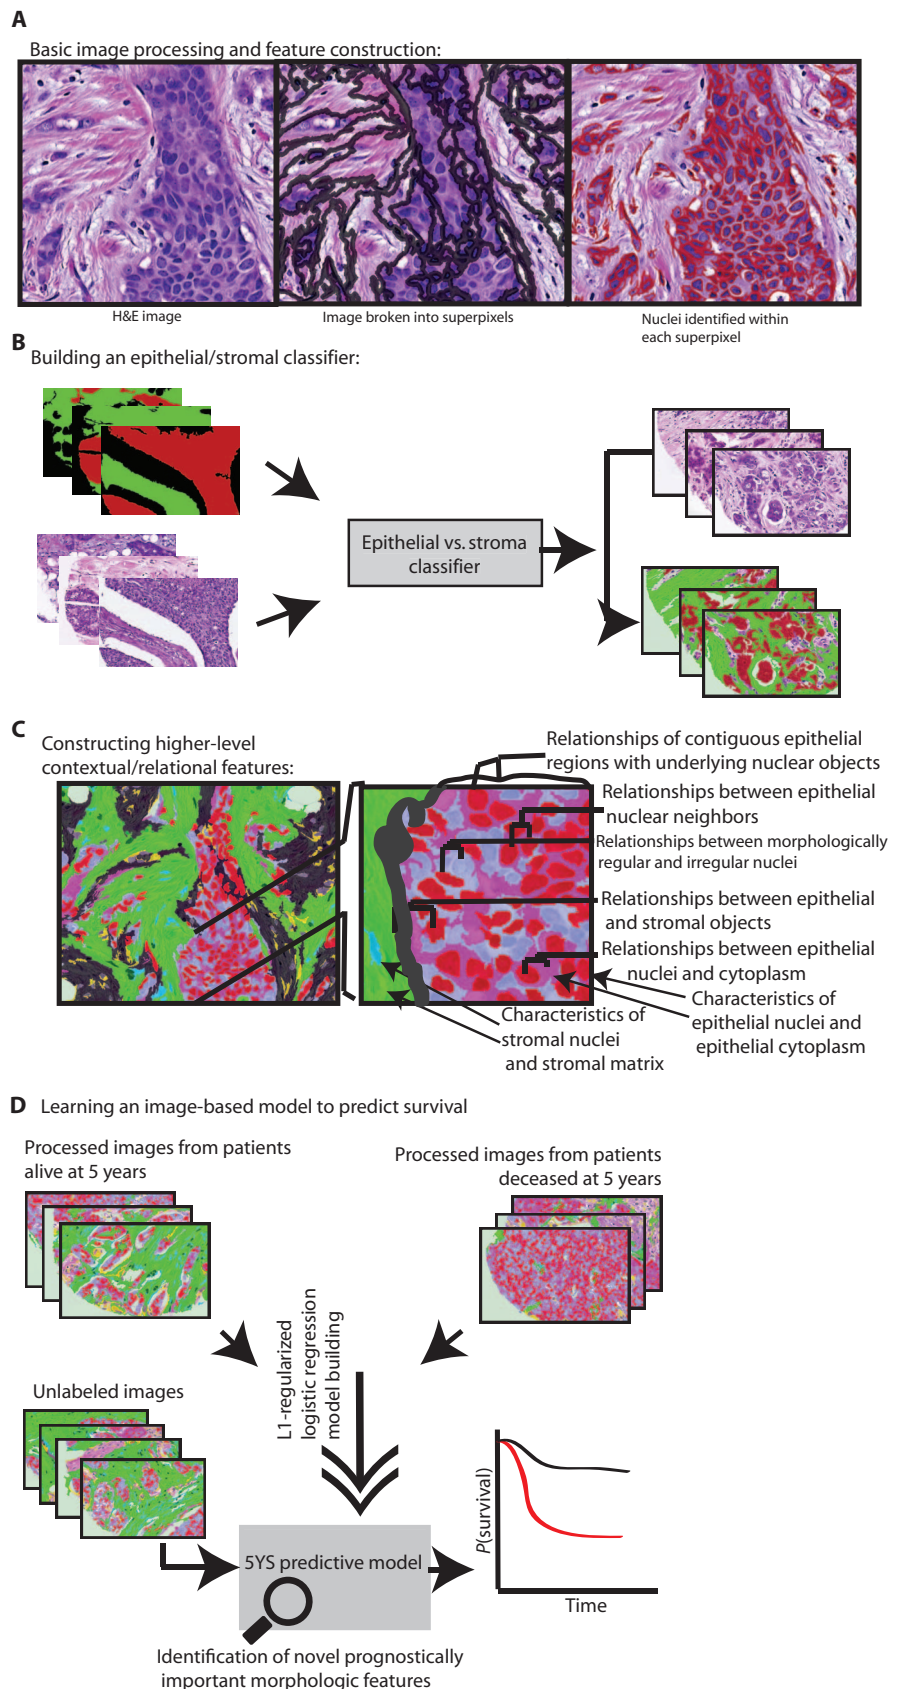 A
Basic image processing and feature construction:
H&E image
Image broken into superpixels
Nuclei identified within
each superpixel
B
Building an epithelial/stromal classifier:
Epithelial vs. stroma
classifier
C
Constructing higher-level
contextual/relational features:
Relationships of contiguous epithelial
regions with underlying nuclear objects
Relationships between epithelial
nuclear neighbors
Relationships between morphologically
regular and irregular nuclei
Relationships between epithelial
and stromal objects
Relationships between epithelial
nuclei and cytoplasm
Characteristics of
epithelial nuclei and
epithelial cytoplasm
Characteristics of
stromal nuclei
and stromal matrix
D Learning an image-based model to predict survival
Processed images from patients
alive at 5 years
Processed images from patients
deceased at 5 years
L1-regularized
logistic regression
model building
Unlabeled images
5YS predictive model
P(survival)
Time
Identification of novel prognostically
important morphologic features